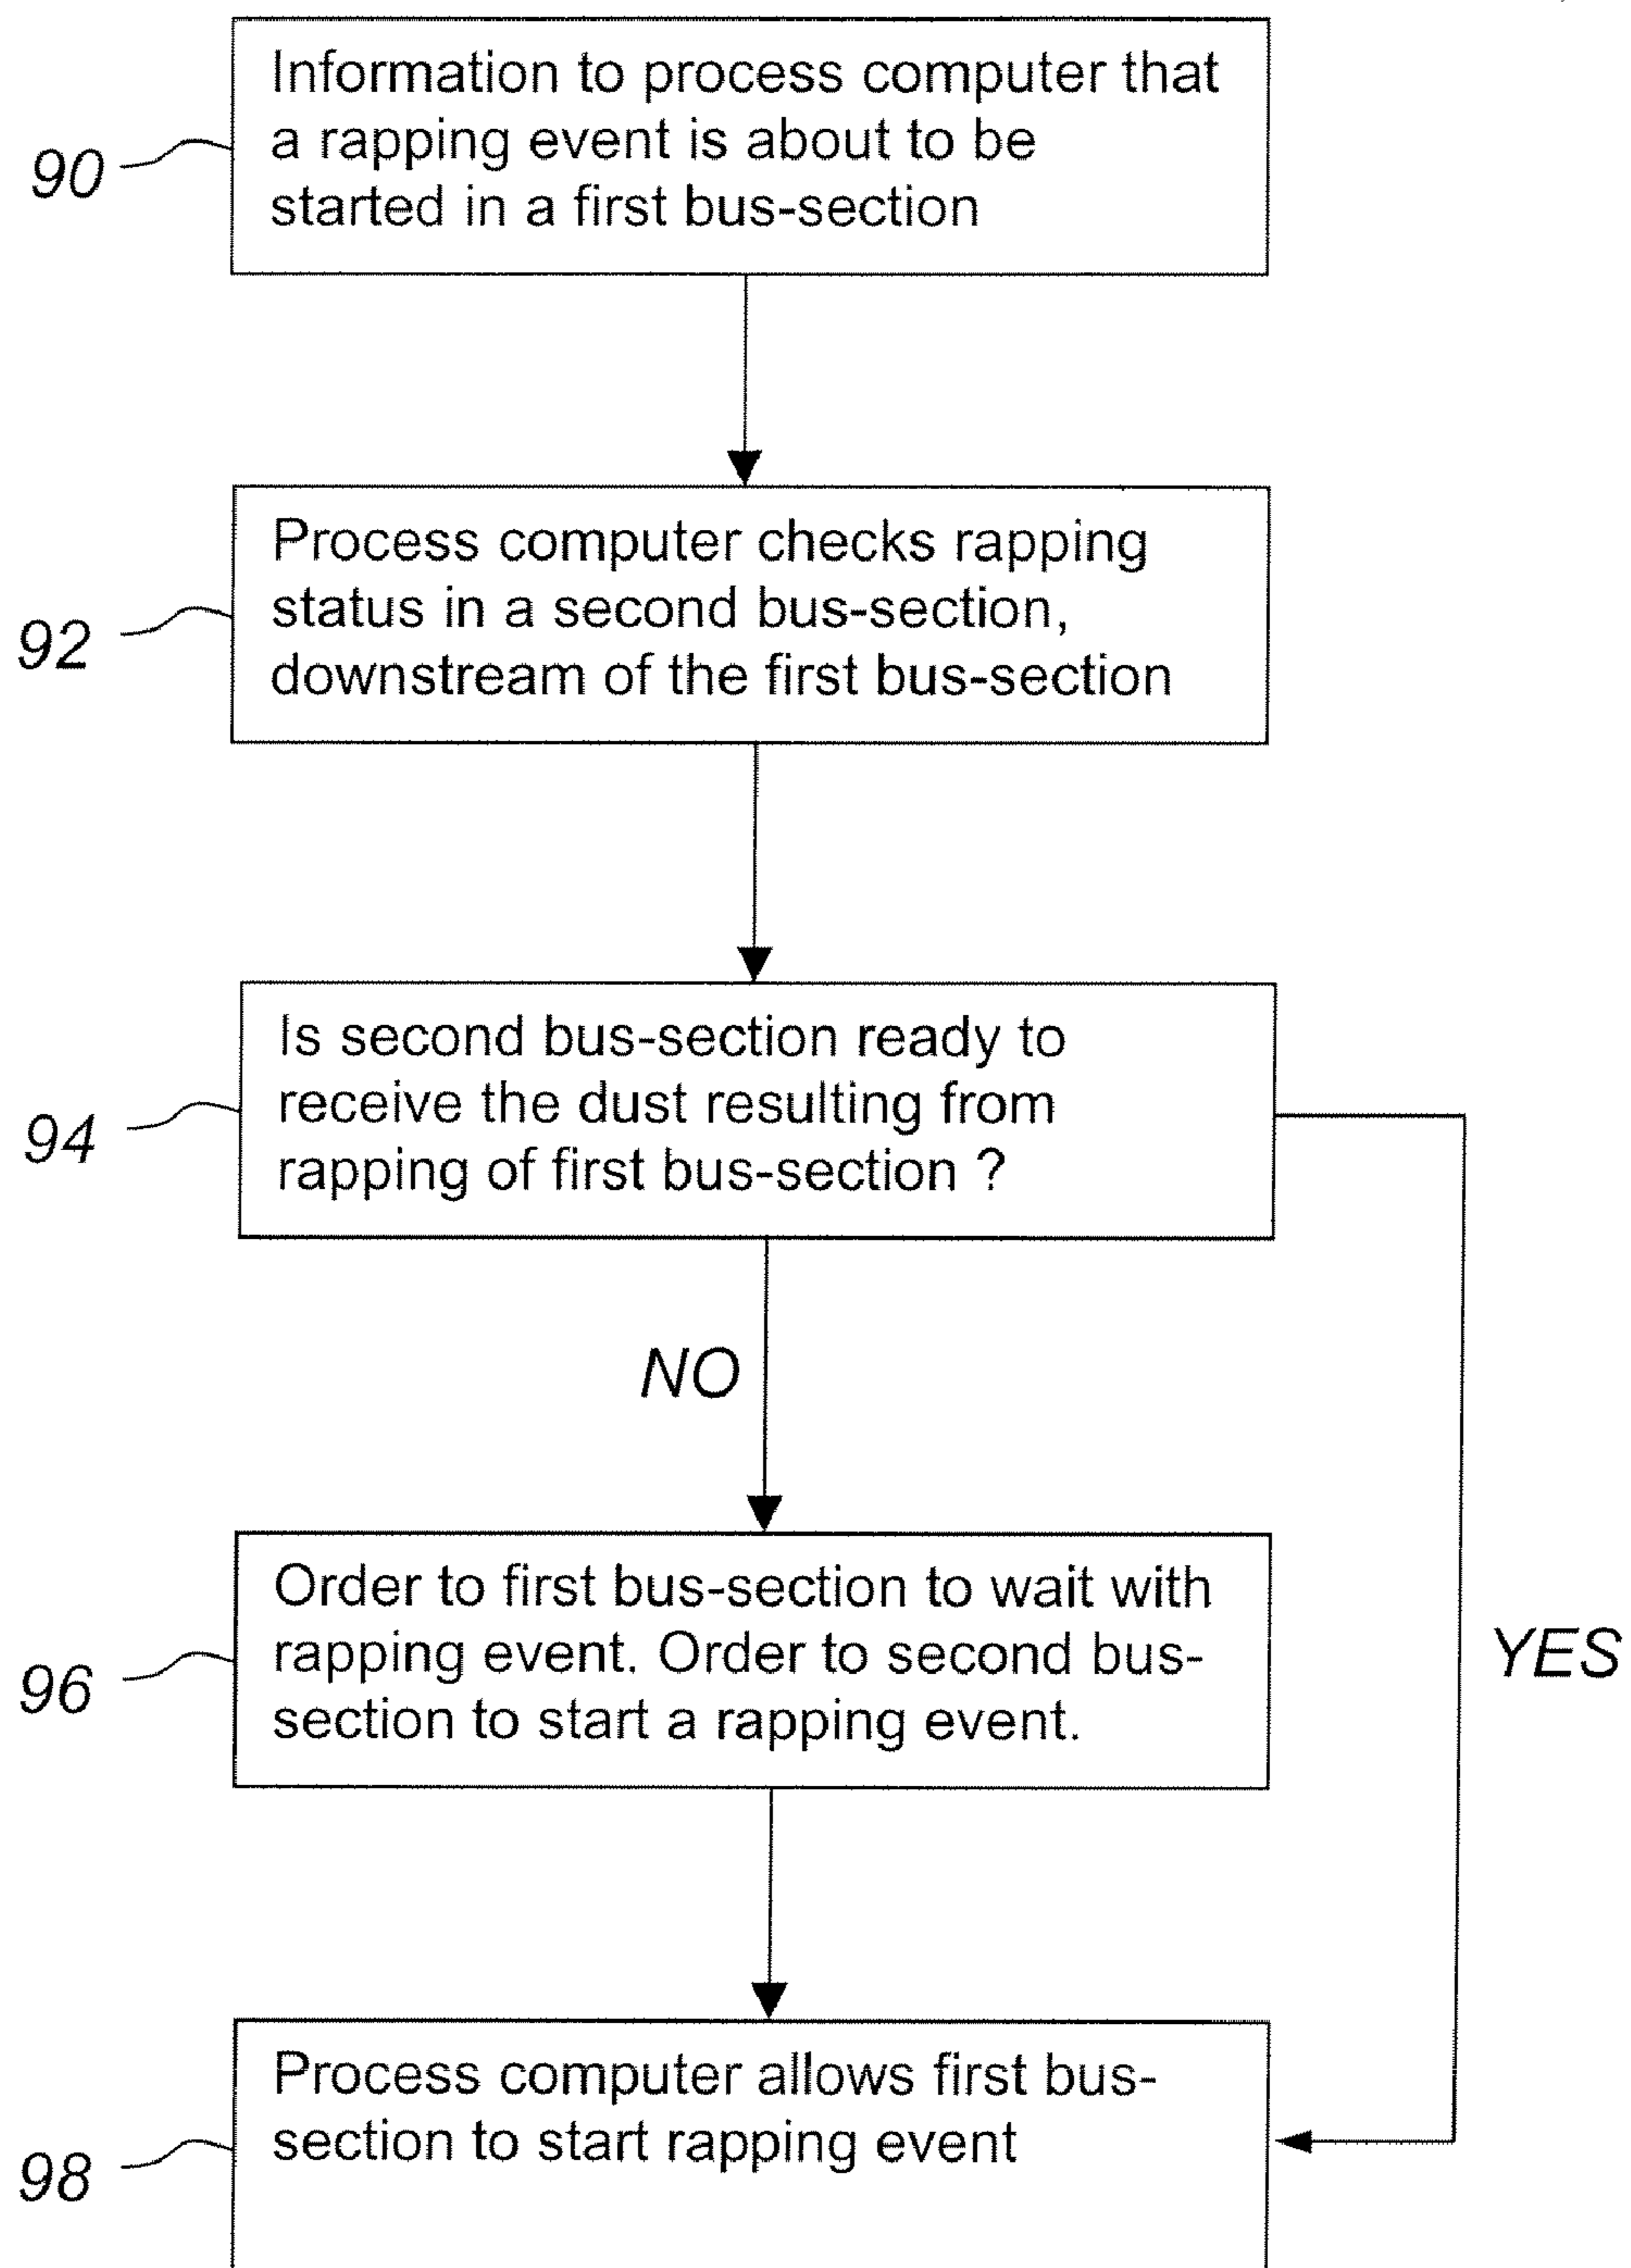 Information to process computer that
a rapping event is about to be
started in a first bus-section
90
Process computer checks rapping
status in a second bus-section,
downstream of the first bus-section
92
Is second bus-section ready to
receive the dust resulting from
rapping of first bus-section ?
94
NO
Order to first bus-section to wait with
rapping event. Order to second bus-
section to start a rapping event.
96
YES
Process computer allows first bus-
section to start rapping event
98